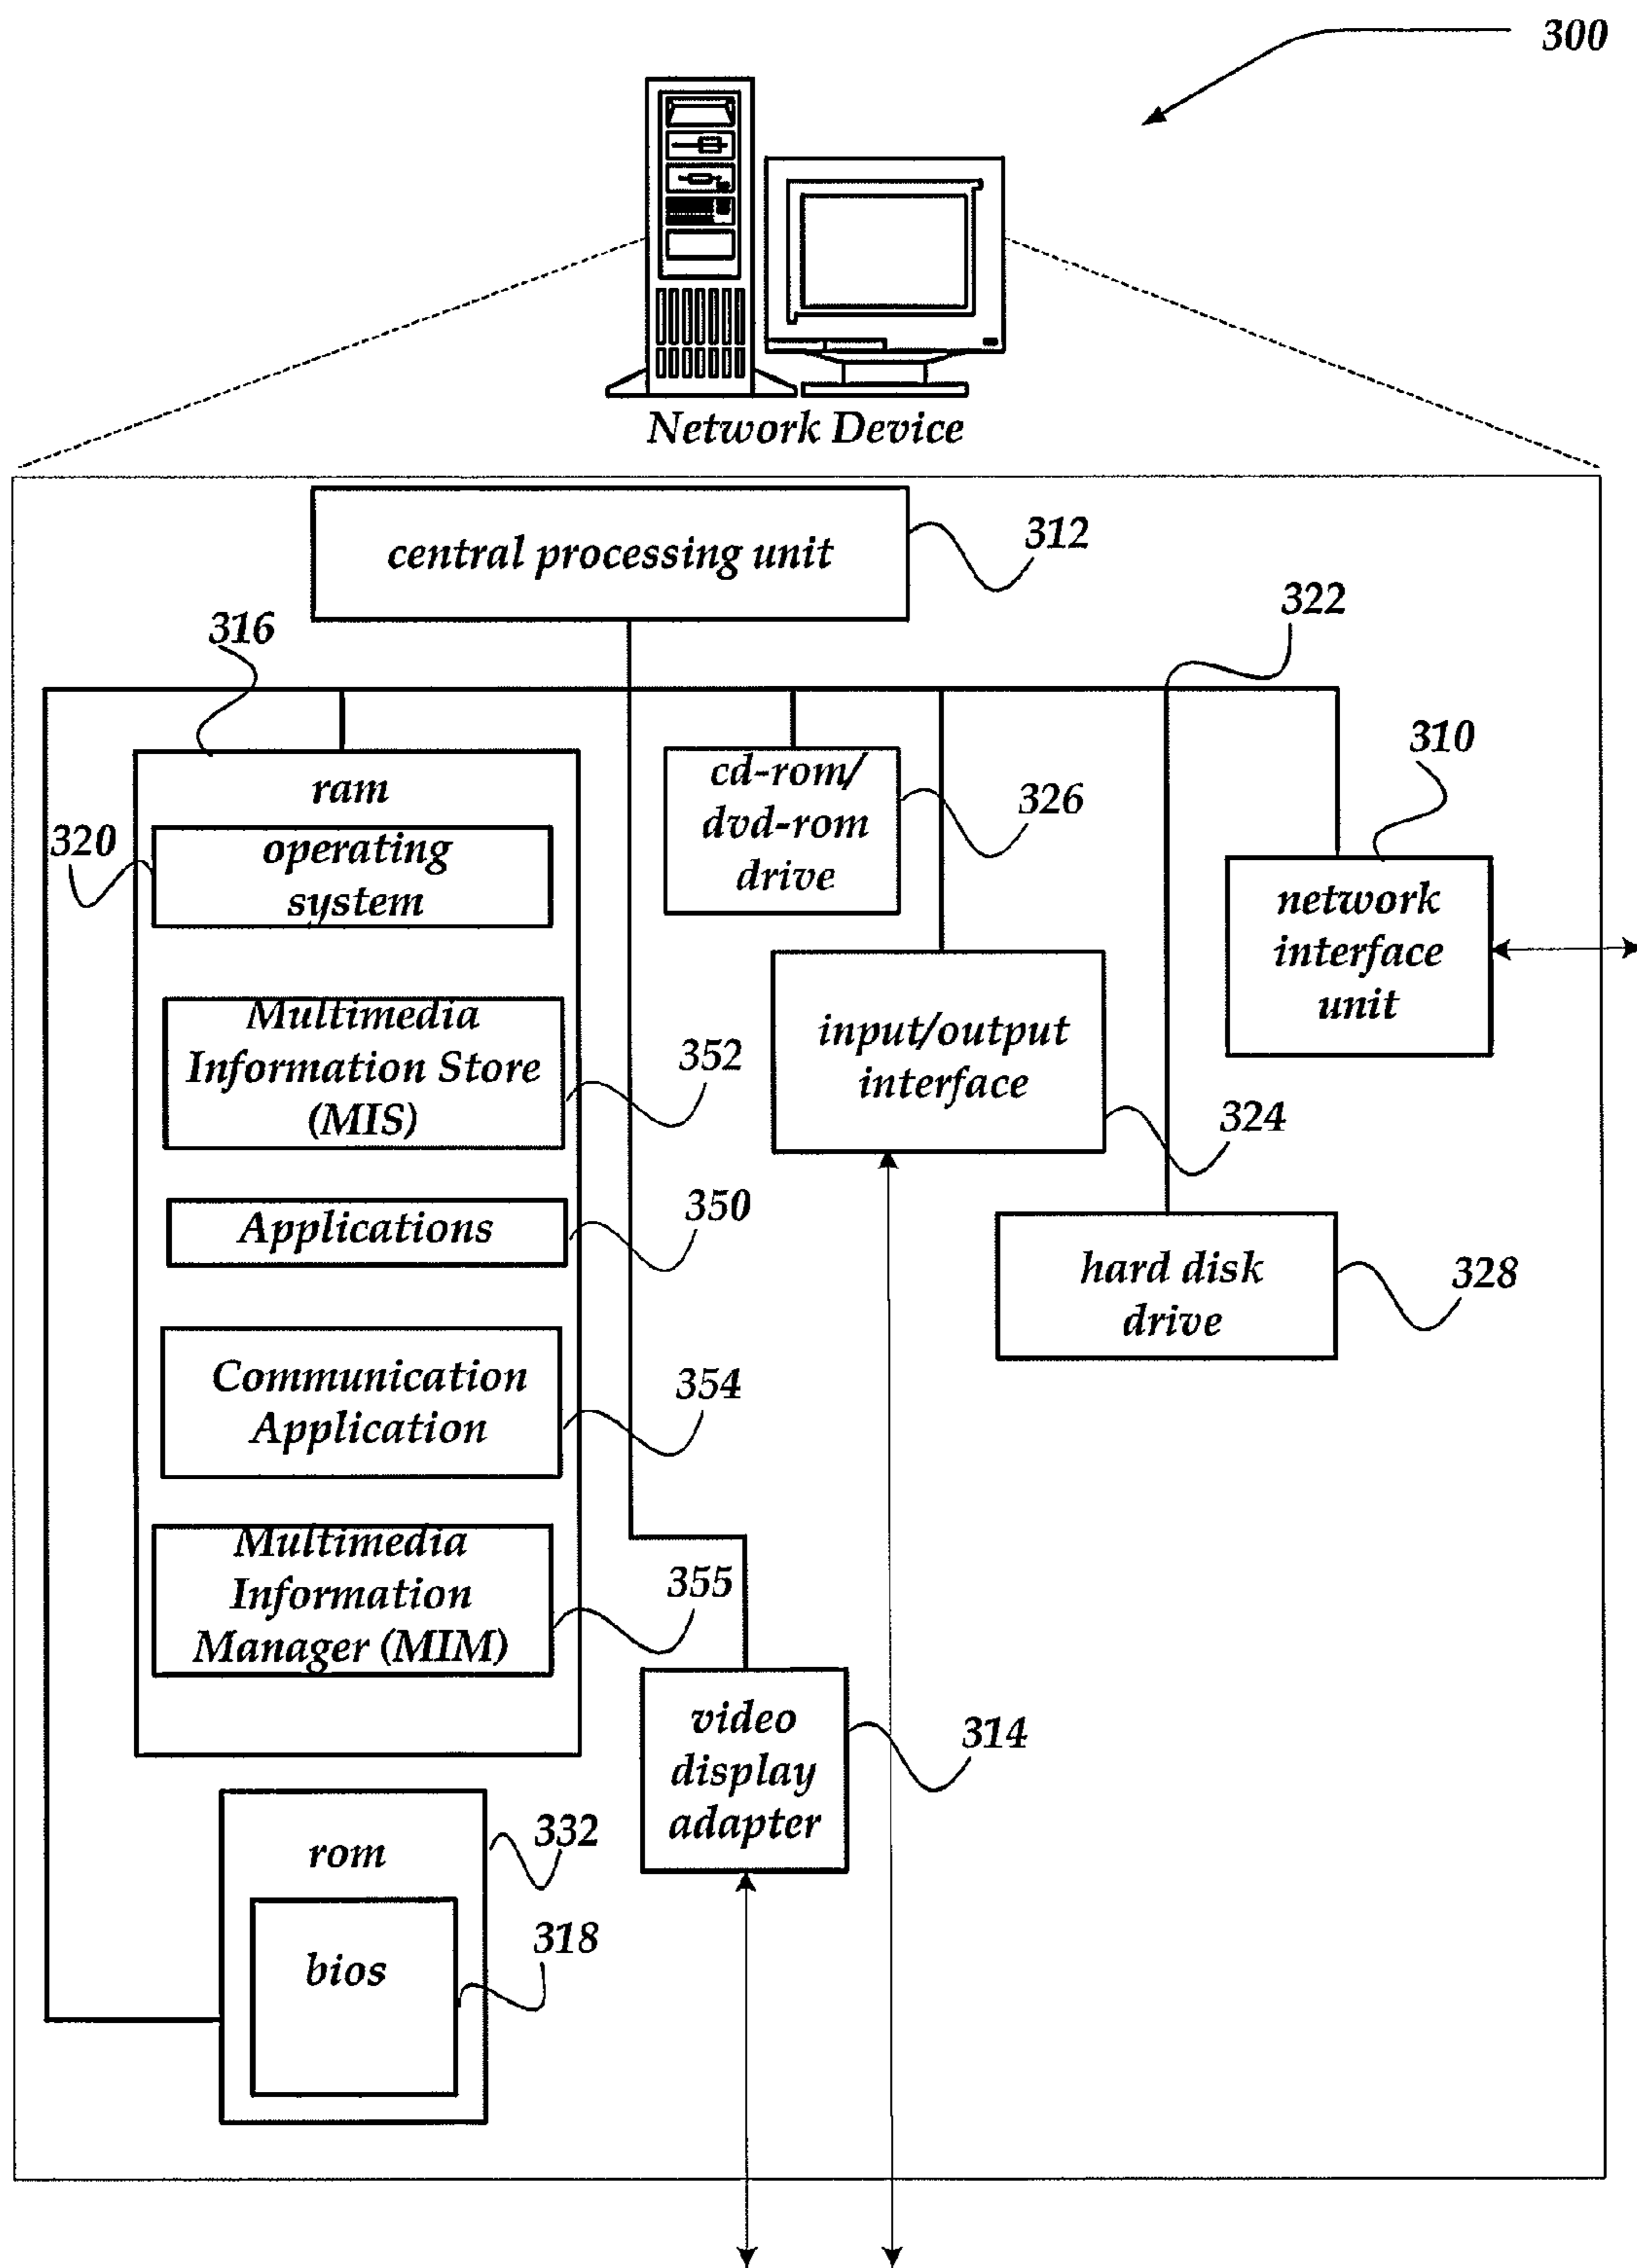 300
Network Device
central processing unit
312
322
316
310
ram
cd-rom/
dvd-rom
drive
326
320
operating
system
network
interface
unit
Multimedia
Information Store
(MIS)
352
input/output
interface
324
Applications
350
hard disk
drive
328
Communication
Application
354
Multimedia
Information
Manager (MIM)
355
video
display
adapter
314
rom
332
bios
318